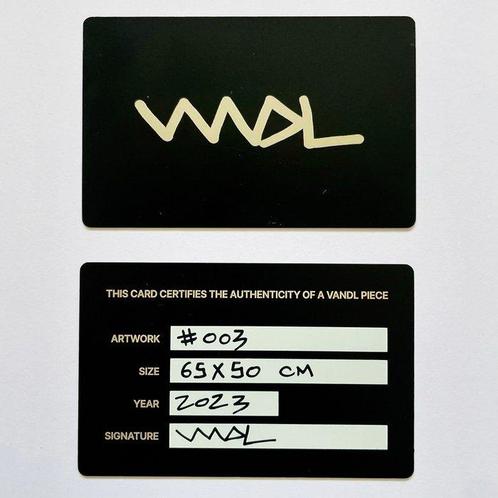 VANDL
THIS CARD CERTIFIES THE AUTHENTICITY OF A VANDL PIECE
ARTWORK #003
SIZE 65X50 CM
YEAR 2023
SIGNATURE VANDL